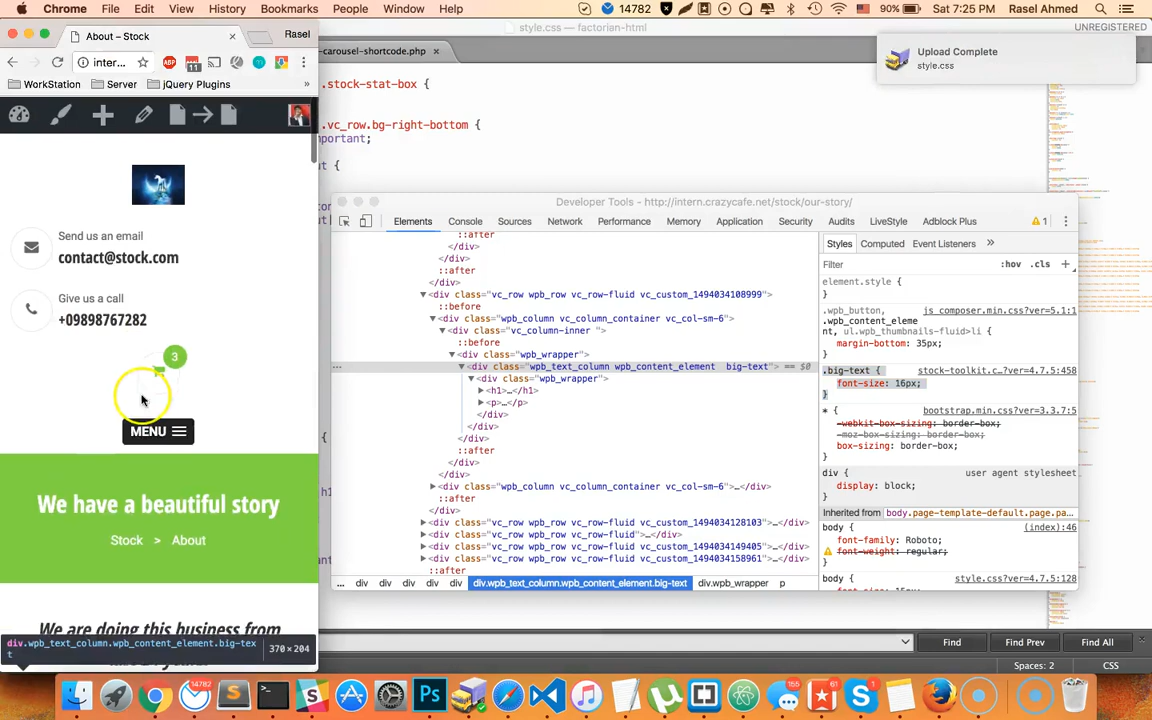 Chrome File Edit View History Bookmarks People Window Help 14782 90% Sat 7:25 PM Rasel Ahmed
style.css — factorian-html UNREGISTERED
About – Stock Rasel
-carousel-shortcode.php
Upload Complete
style.css
inter...
ABP 11
WorkStation Server jQuery Plugins »
.stock-stat-box {
.vc_row.bg-right-bottom {
mportant;
ut {
Developer Tools - http://intern.crazycafe.net/stock/our-story/
Elements Console Sources Network Performance Memory Application Security Audits LiveStyle Adblock Plus 1
Send us an email
contact@stock.com
Give us a call
+09898767282
3
MENU
We have a beautiful story
Stock > About
We are doing this business from
div.wpb_text_column.wpb_content_element.big-tex
t
370×204
::after
</div>
</div>
::after
</div>
<div class="vc_row wpb_row vc_row-fluid vc_custom_1494034108999">
::before
<div class="wpb_column vc_column_container vc_col-sm-6">
<div class="vc_column-inner ">
::before
<div class="wpb_wrapper">
<div class="wpb_text_column wpb_content_element big-text"> == $0
<div class="wpb_wrapper">
<h1>…</h1>
<p>…</p>
</div>
</div>
</div>
::after
</div>
</div>
<div class="wpb_column vc_column_container vc_col-sm-6">…</div>
::after
</div>
<div class="vc_row wpb_row vc_row-fluid vc_custom_1494034128103">…</div>
<div class="vc_row wpb_row vc_row-fluid">…</div>
<div class="vc_row wpb_row vc_row-fluid vc_custom_1494034149405">…</div>
<div class="vc_row wpb_row vc_row-fluid vc_custom_1494034158961">…</div>
::after
... div div div div div div.wpb_text_column.wpb_content_element.big-text div.wpb_wrapper p
Styles Computed Event Listeners »
Filter :hov .cls +
element.style {
}
.wpb_button, js_composer.min.css?ver=5.1:1
.wpb_content_eleme
nt, ul.wpb_thumbnails-fluid>li {
margin-bottom: 35px;
}
.big-text { stock-toolkit.c…?ver=4.7.5:458
font-size: 16px;
}
* { bootstrap.min.css?ver=3.3.7:5
-webkit-box-sizing: border-box;
-moz-box-sizing: border-box;
box-sizing: border-box;
}
div { user agent stylesheet
display: block;
}
Inherited from body.page-template-default.page.pa…
body { (index):46
font-family: Roboto;
font-weight: regular;
}
body { style.css?ver=4.7.5:128
Find Find Prev Find All
Spaces: 2 CSS